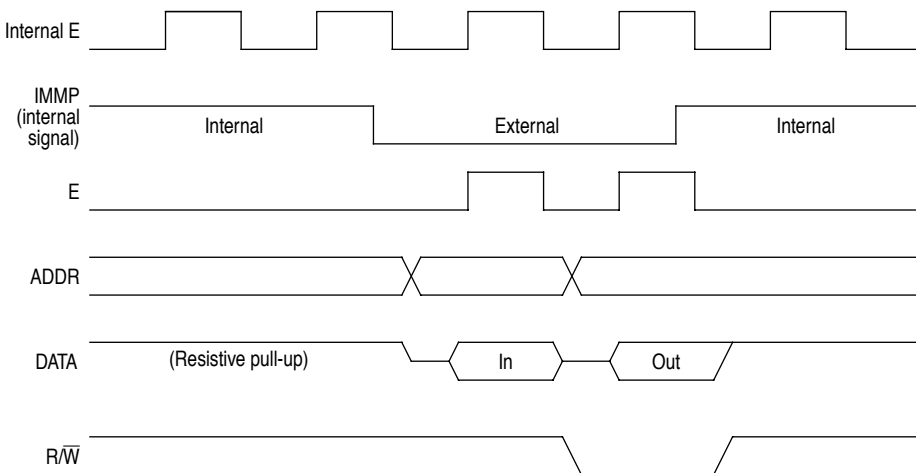 Internal E
IMMP
(internal
signal)
Internal External Internal
E
ADDR
DATA
(Resistive pull-up) In Out
R/W̅